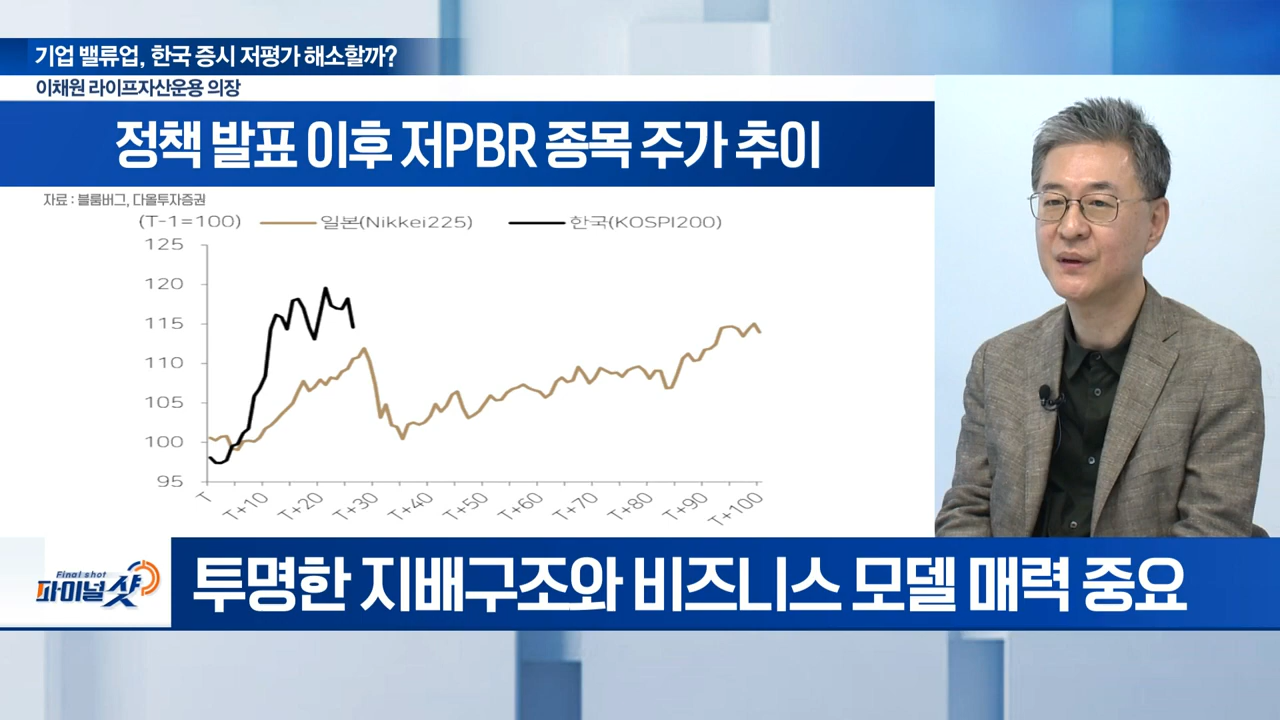 기업 밸류업, 한국 증시 저평가 해소할까?
이채원 라이프자산운용 의장
정책 발표 이후 저PBR 종목 주가 추이
자료 : 블룸버그, 다올투자증권
(T-1=100) 일본(Nikkei225) 한국(KOSPI200)
125
120
115
110
105
100
95
T T+10 T+20 T+30 T+40 T+50 T+60 T+70 T+80 T+90 T+100
Final shot
파이널샷
투명한 지배구조와 비즈니스 모델 매력 중요